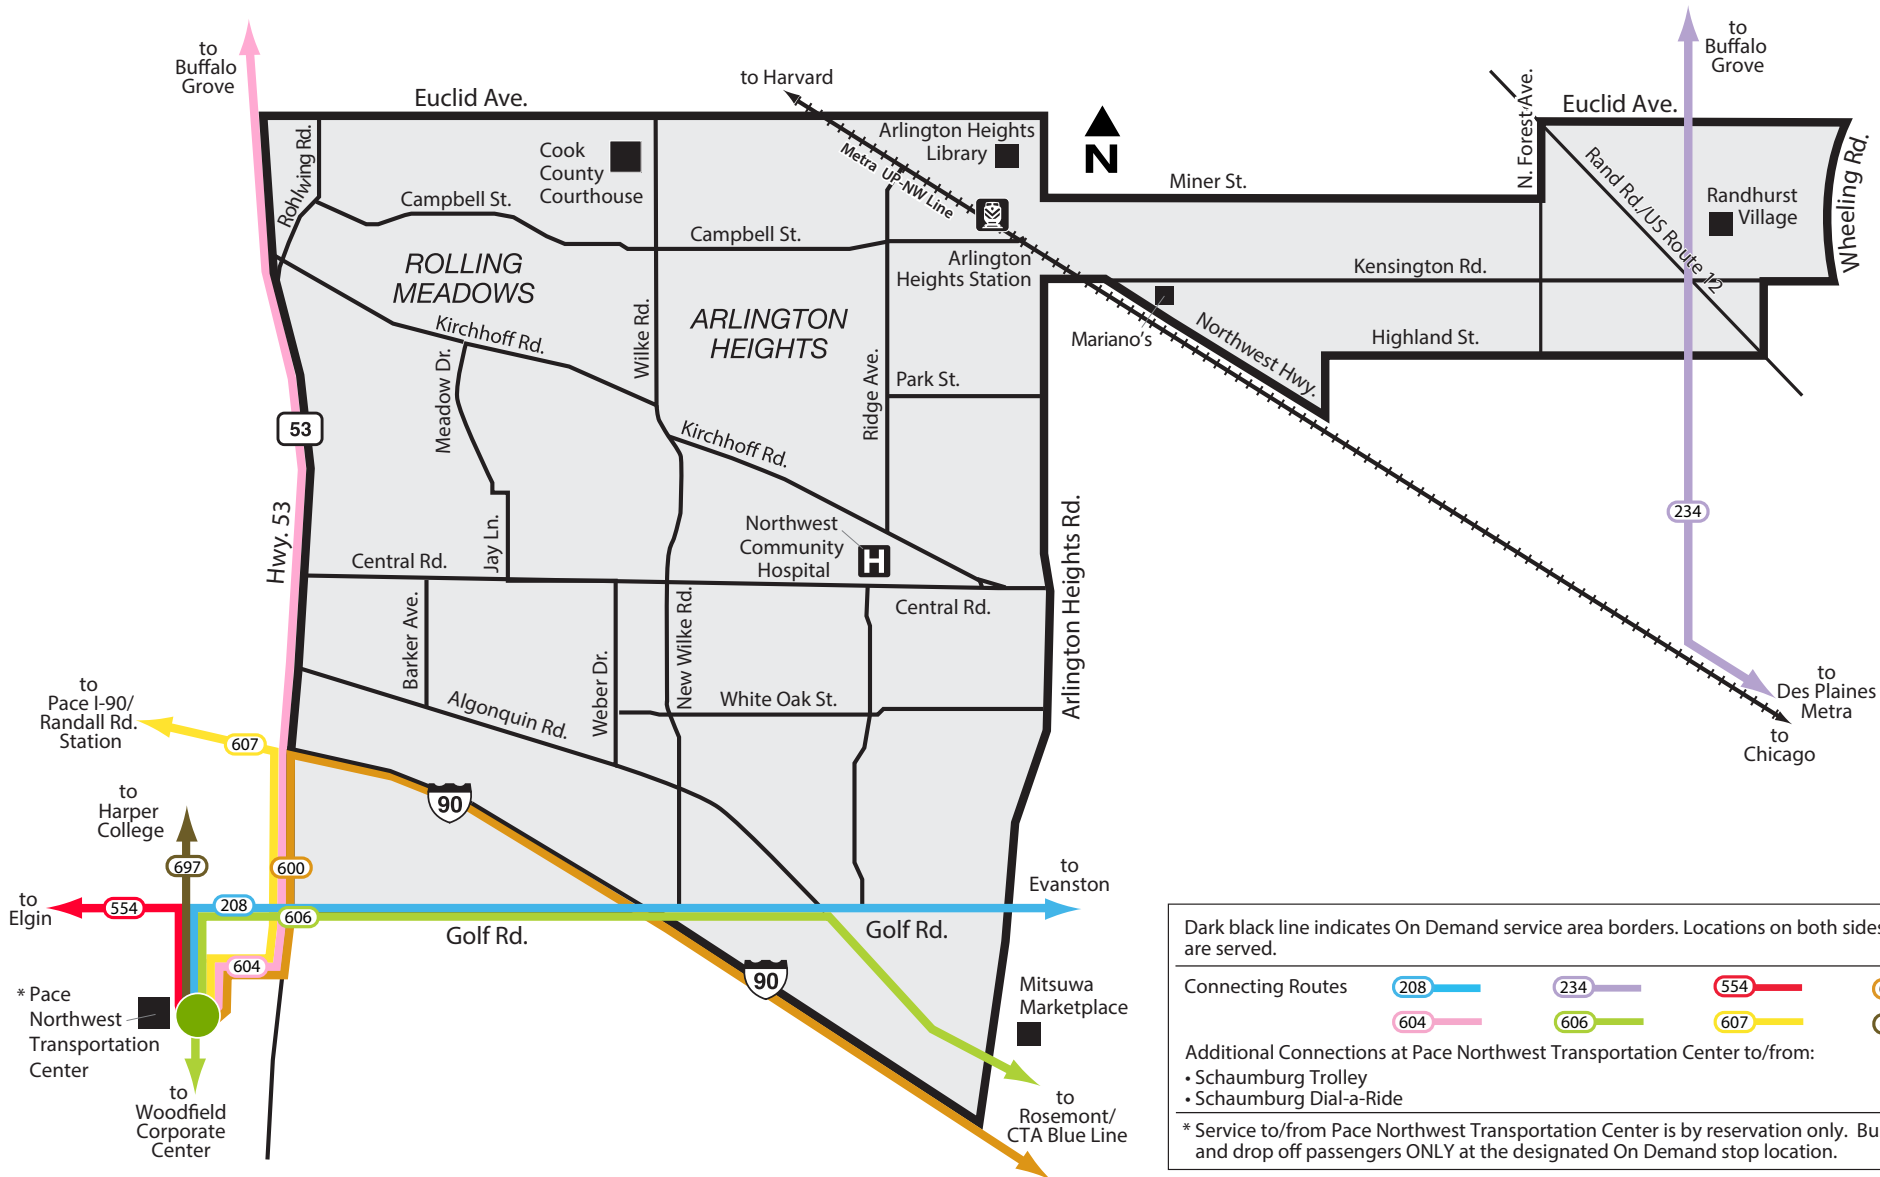 to
Buffalo
Grove
Euclid Ave.
to Harvard
to
Buffalo
Grove
Euclid Ave.
N. Forest Ave.
Rohlwing Rd.
Cook
County
Courthouse
Arlington Heights
Library
Metra UP-NW Line
N
Miner St.
Rand Rd./US Route 12
Randhurst
Village
Wheeling Rd.
Campbell St.
Campbell St.
ROLLING
MEADOWS
Arlington
Heights Station
Kensington Rd.
Wilke Rd.
ARLINGTON
HEIGHTS
Kirchhoff Rd.
Mariano's
Northwest Hwy.
Highland St.
Meadow Dr.
Ridge Ave.
Park St.
53
Kirchhoff Rd.
Hwy. 53
Jay Ln.
Northwest
Community
Hospital
H
Arlington Heights Rd.
234
Central Rd.
Central Rd.
Barker Ave.
Weber Dr.
New Wilke Rd.
White Oak St.
Algonquin Rd.
to
Pace I-90/
Randall Rd.
Station
607
to
Des Plaines
Metra
to
Chicago
to
Harper
College
90
697
600
to
Elgin
554
208
606
to
Evanston
Golf Rd.
Golf Rd.
604
90
* Pace
Northwest
Transportation
Center
Mitsuwa
Marketplace
to
Woodfield
Corporate
Center
to
Rosemont/
CTA Blue Line
Dark black line indicates On Demand service area borders. Locations on both sides
are served.
Connecting Routes
208
234
554
604
606
607
Additional Connections at Pace Northwest Transportation Center to/from:
• Schaumburg Trolley
• Schaumburg Dial-a-Ride
* Service to/from Pace Northwest Transportation Center is by reservation only. Bu
and drop off passengers ONLY at the designated On Demand stop location.